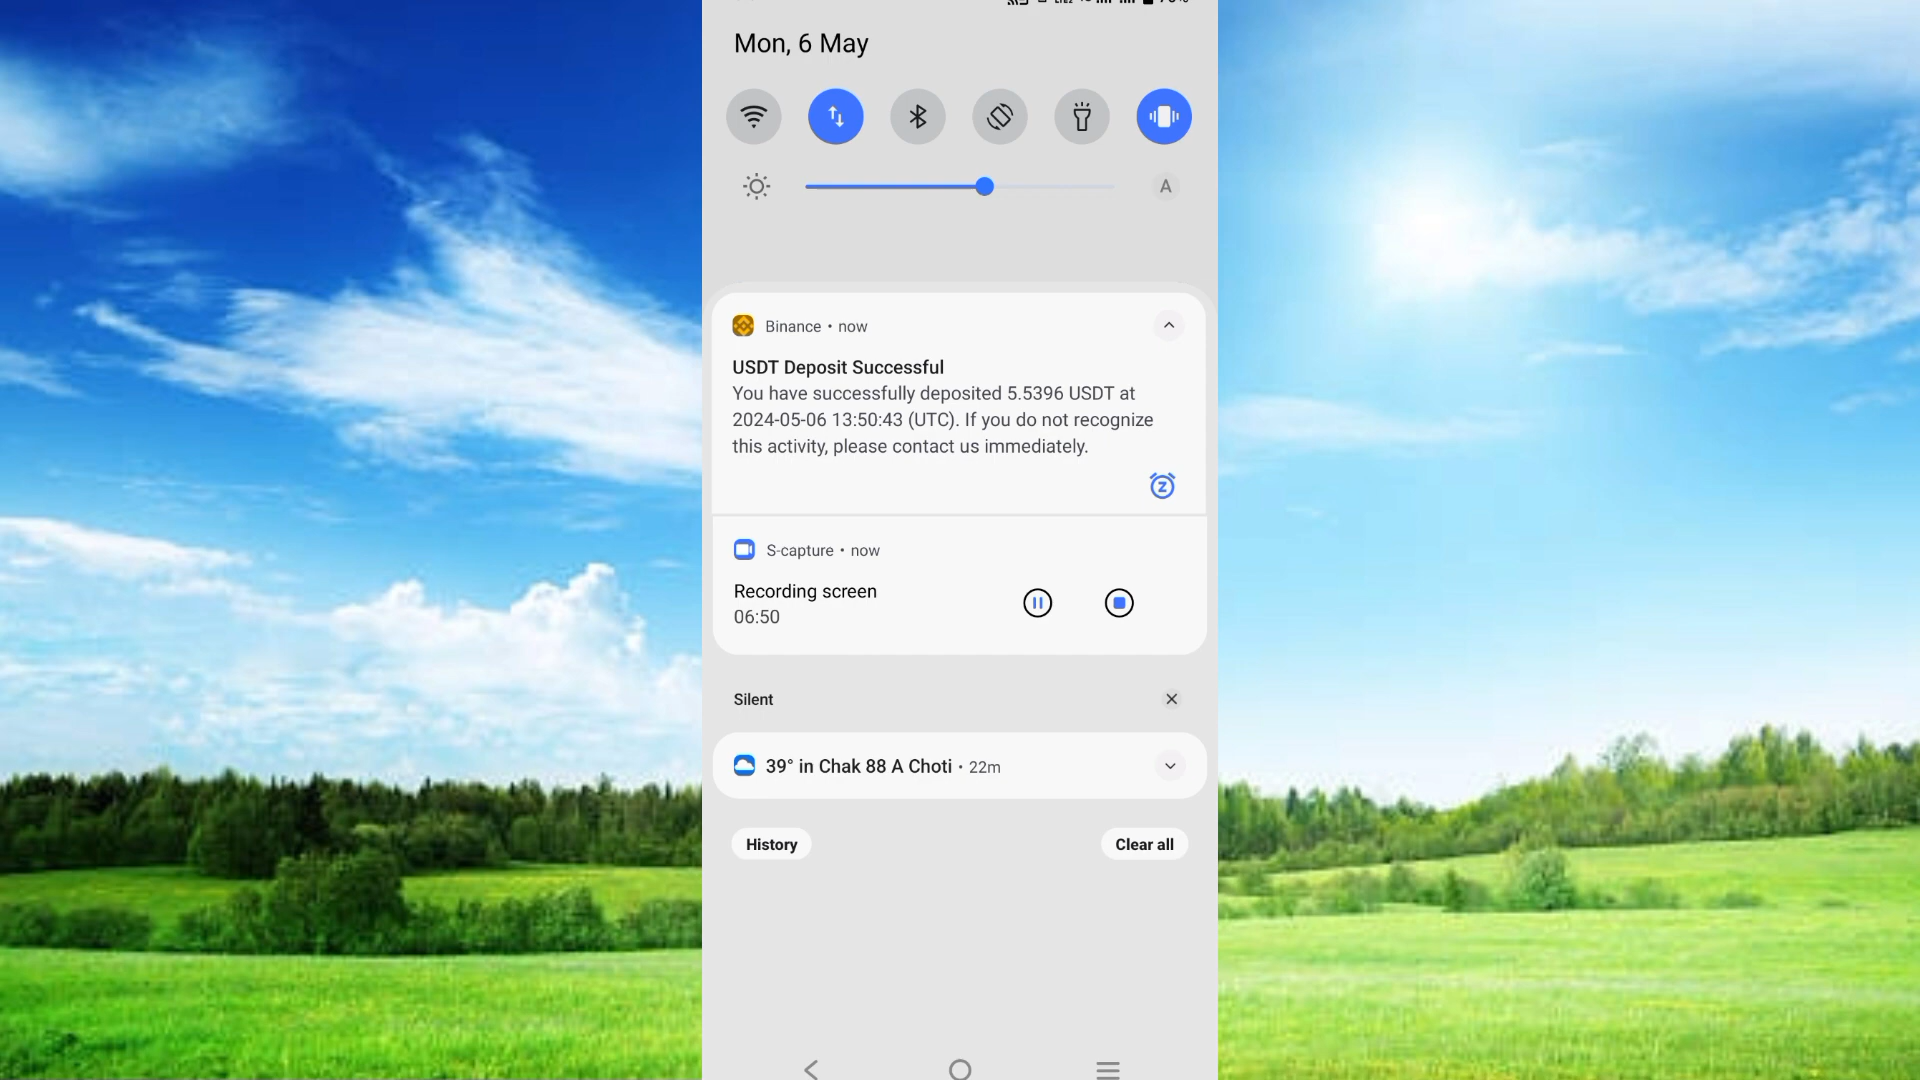 Mon, 6 May
A
Binance • now
USDT Deposit Successful
You have successfully deposited 5.5396 USDT at
2024-05-06 13:50:43 (UTC). If you do not recognize
this activity, please contact us immediately.
S-capture • now
Recording screen
06:50
Silent
39° in Chak 88 A Choti • 22m
History
Clear all